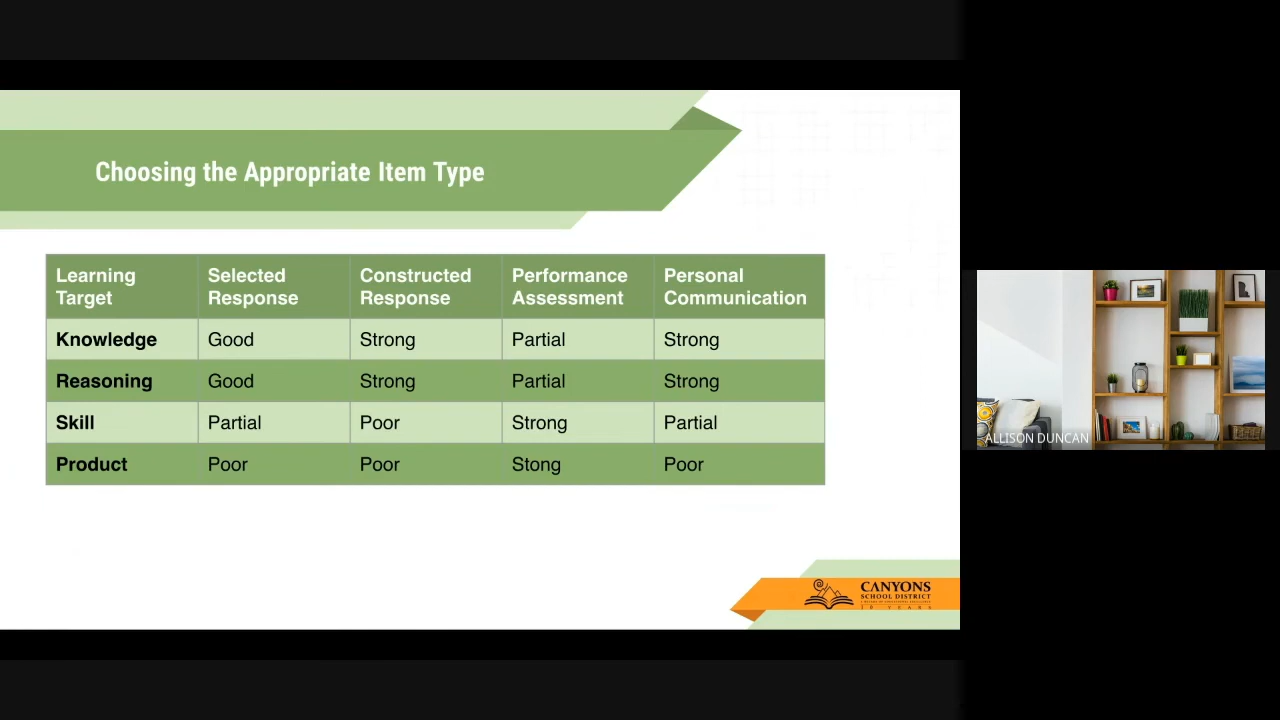 Choosing the Appropriate Item Type
Learning Target Selected Response Constructed Response Performance Assessment Personal Communication
Knowledge Good Strong Partial Strong
Reasoning Good Strong Partial Strong
Skill Partial Poor Strong Partial
Product Poor Poor Stong Poor
ALLISON DUNCAN
CANYONS
SCHOOL DISTRICT